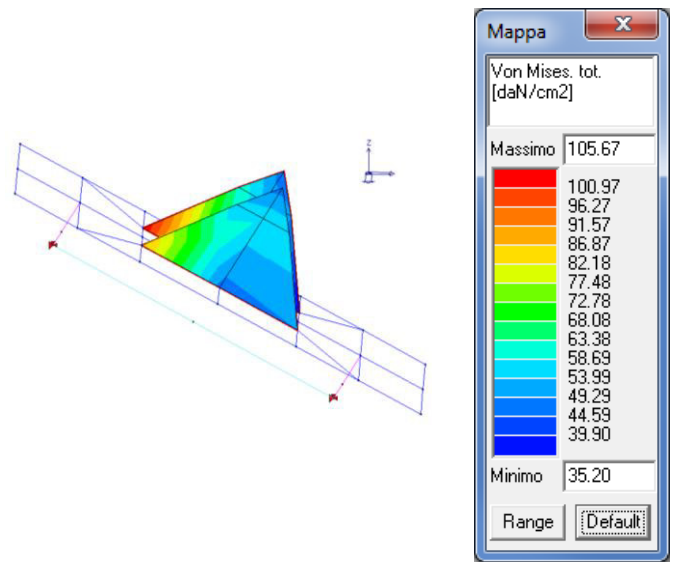 Mappa
Von Mises. tot.
[daN/cm2]
Massimo 105.67
100.97
96.27
91.57
86.87
82.18
77.48
72.78
68.08
63.38
58.69
53.99
49.29
44.59
39.90
Minimo 35.20
Range Default
z